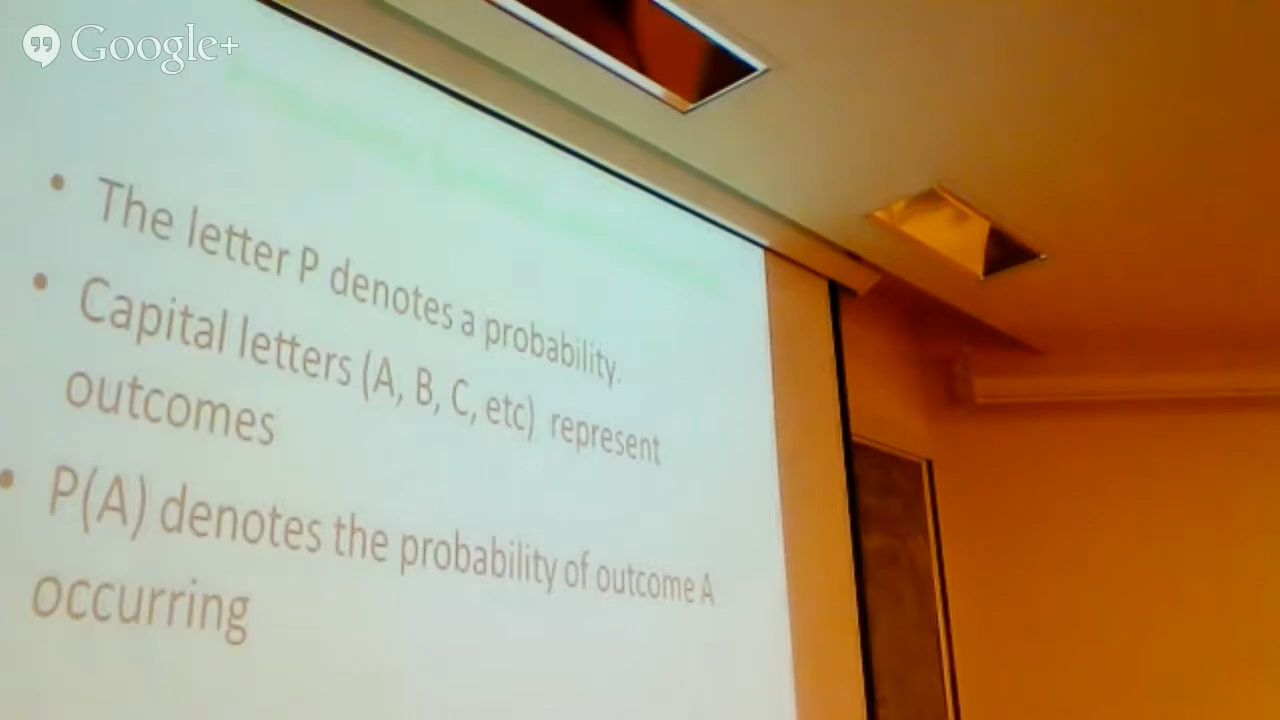 Google+
• The letter P denotes a probability.
• Capital letters (A, B, C, etc) represent
outcomes
• P(A) denotes the probability of outcome A
occurring